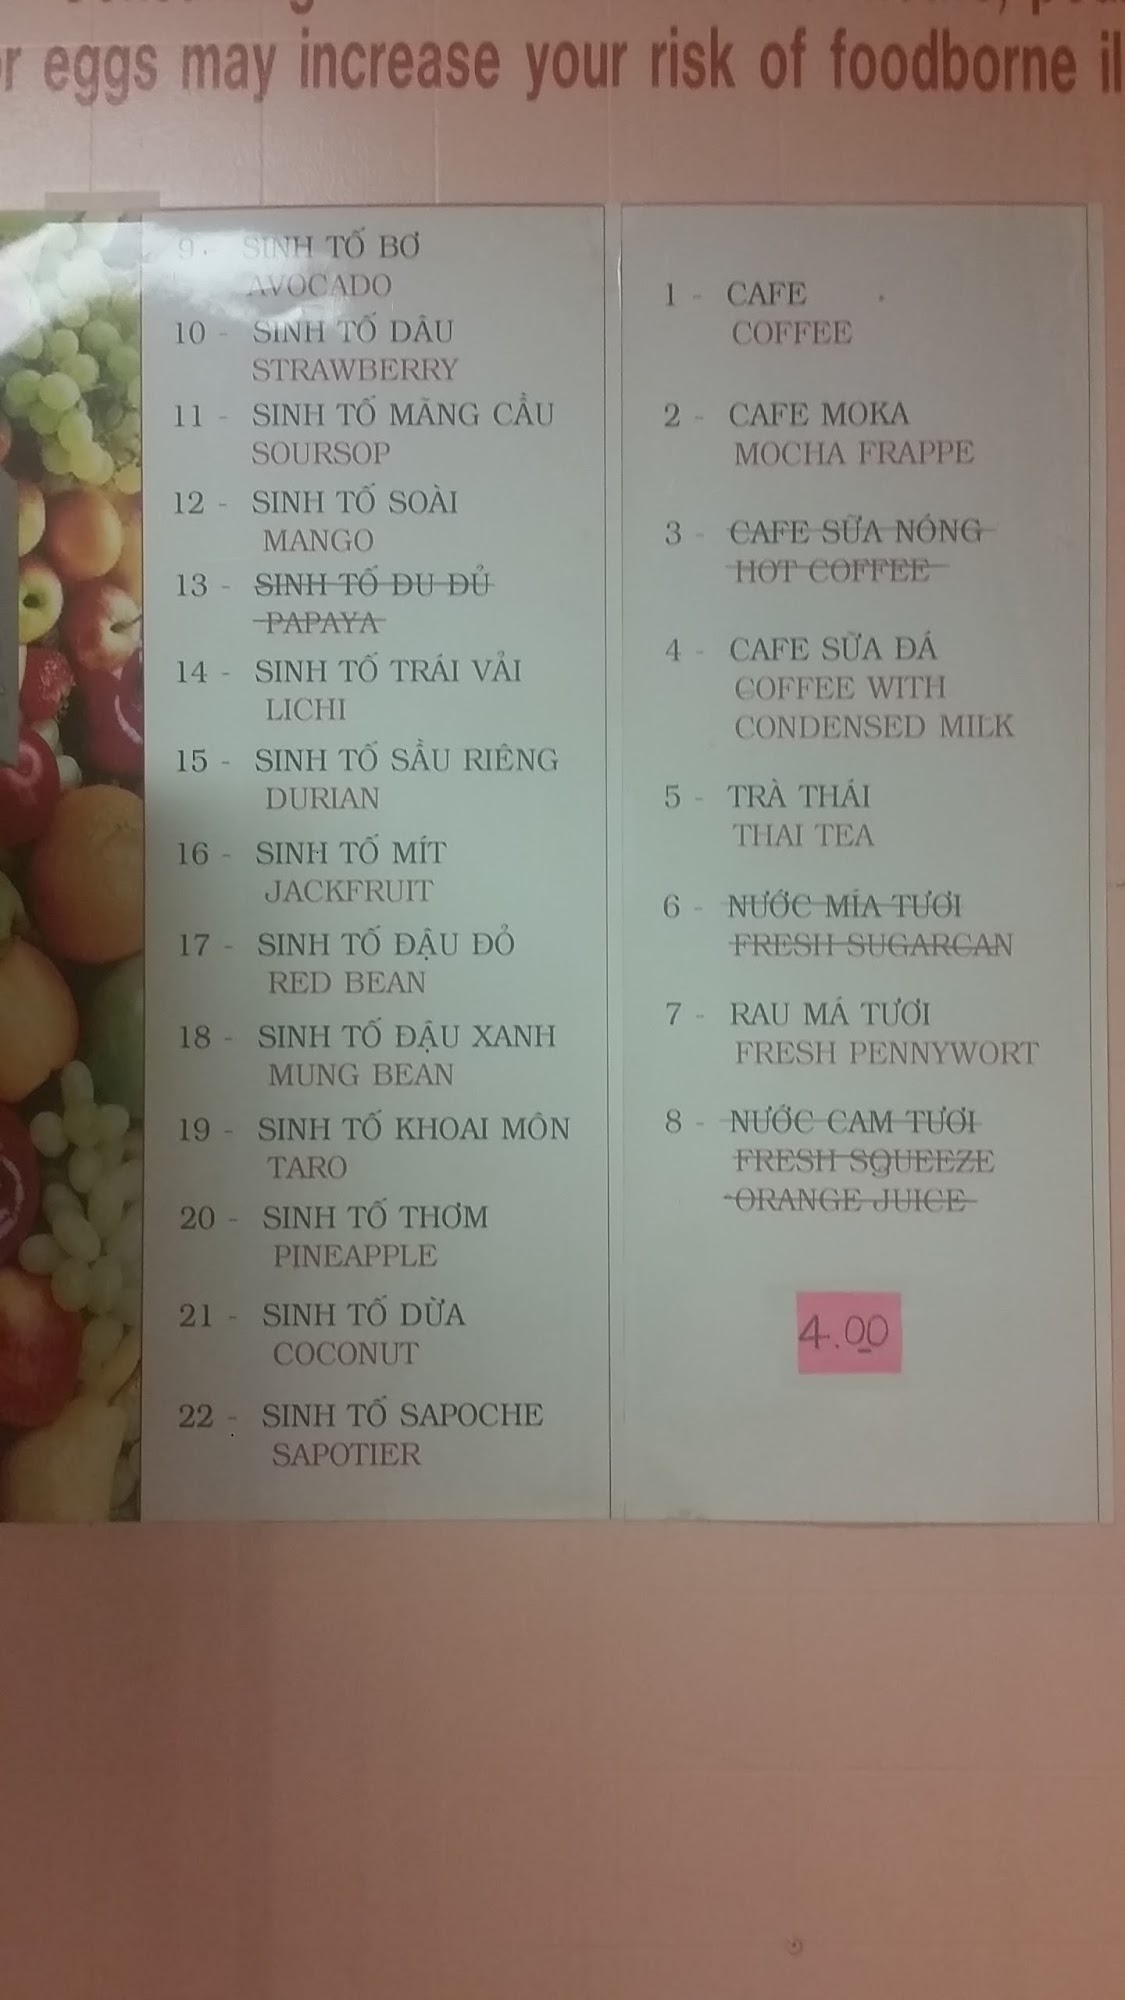 r eggs may increase your risk of foodborne il
9 - SINH TỐ BƠ
AVOCADO
10 - SINH TỐ DÂU
STRAWBERRY
11 - SINH TỐ MÃNG CẦU
SOURSOP
12 - SINH TỐ SOÀI
MANGO
13 - SINH TỐ ĐU ĐỦ
PAPAYA
14 - SINH TỐ TRÁI VẢI
LICHI
15 - SINH TỐ SẦU RIÊNG
DURIAN
16 - SINH TỐ MÍT
JACKFRUIT
17 - SINH TỐ ĐẬU ĐỎ
RED BEAN
18 - SINH TỐ ĐẬU XANH
MUNG BEAN
19 - SINH TỐ KHOAI MÔN
TARO
20 - SINH TỐ THƠM
PINEAPPLE
21 - SINH TỐ DỪA
COCONUT
22 - SINH TỐ SAPOCHE
SAPOTIER
1 - CAFE
COFFEE
2 - CAFE MOKA
MOCHA FRAPPE
3 - CAFE SỮA NÓNG
HOT COFFEE
4 - CAFE SỮA ĐÁ
COFFEE WITH
CONDENSED MILK
5 - TRÀ THÁI
THAI TEA
6 - NƯỚC MÍA TƯƠI
FRESH SUGARCAN
7 - RAU MÁ TƯƠI
FRESH PENNYWORT
8 - NƯỚC CAM TƯƠI
FRESH SQUEEZE
ORANGE JUICE
4.00